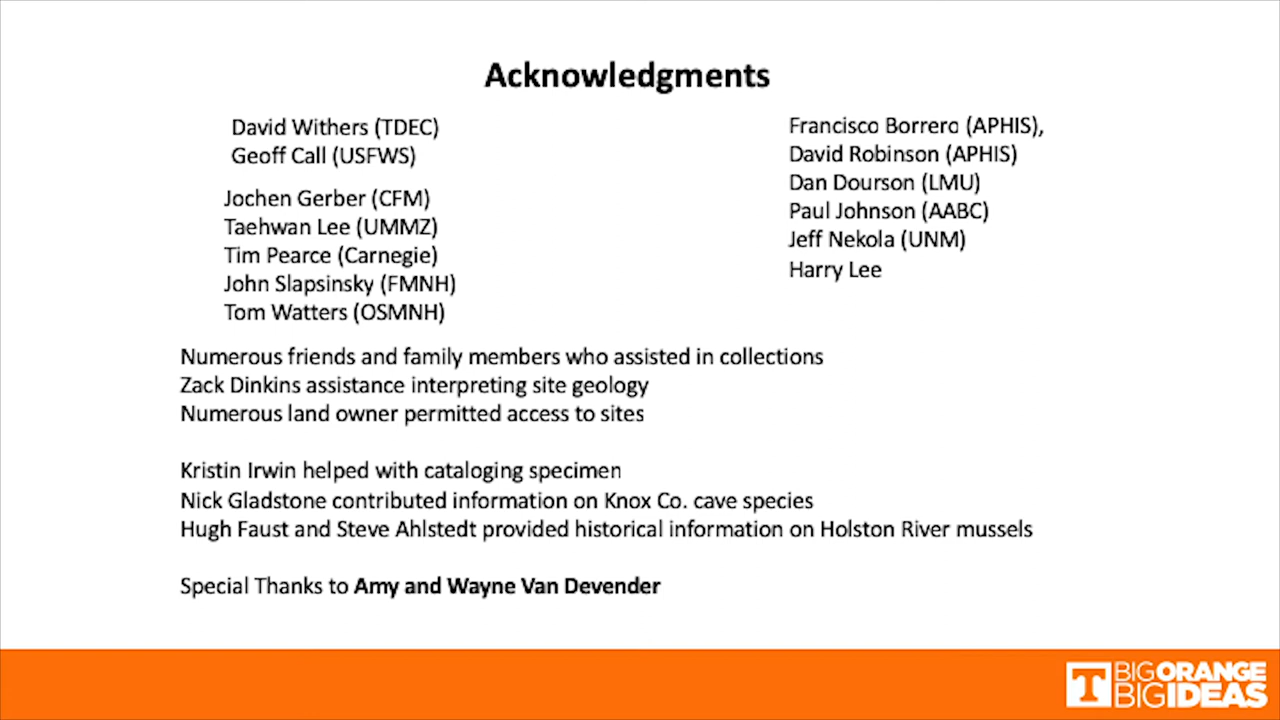 Acknowledgments
David Withers (TDEC)
Geoff Call (USFWS)
Jochen Gerber (CFM)
Taehwan Lee (UMMZ)
Tim Pearce (Carnegie)
John Slapsinsky (FMNH)
Tom Watters (OSMNH)
Francisco Borrero (APHIS),
David Robinson (APHIS)
Dan Dourson (LMU)
Paul Johnson (AABC)
Jeff Nekola (UNM)
Harry Lee
Numerous friends and family members who assisted in collections
Zack Dinkins assistance interpreting site geology
Numerous land owner permitted access to sites
Kristin Irwin helped with cataloging specimen
Nick Gladstone contributed information on Knox Co. cave species
Hugh Faust and Steve Ahlstedt provided historical information on Holston River mussels
Special Thanks to Amy and Wayne Van Devender
T BIGORANGE
BIGIDEAS